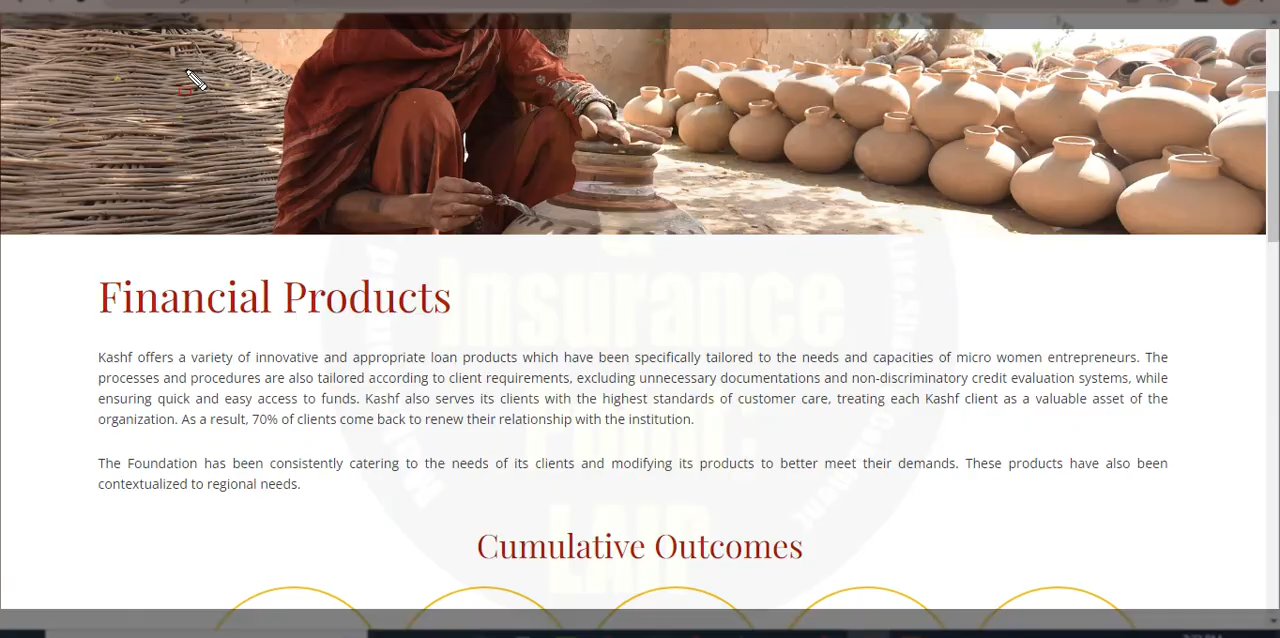 Financial Products
Kashf offers a variety of innovative and appropriate loan products which have been specifically tailored to the needs and capacities of micro women entrepreneurs. The
processes and procedures are also tailored according to client requirements, excluding unnecessary documentations and non-discriminatory credit evaluation systems, while
ensuring quick and easy access to funds. Kashf also serves its clients with the highest standards of customer care, treating each Kashf client as a valuable asset of the
organization. As a result, 70% of clients come back to renew their relationship with the institution.
The Foundation has been consistently catering to the needs of its clients and modifying its products to better meet their demands. These products have also been
contextualized to regional needs.
Cumulative Outcomes
&
Insurance